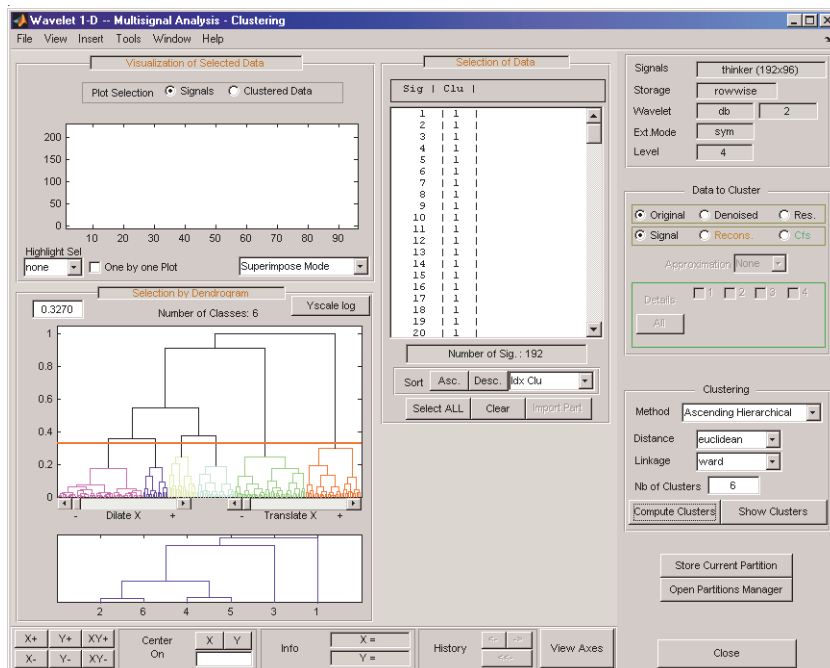 Wavelet 1-D -- Multisignal Analysis - Clustering
File View Insert Tools Window Help
Visualization of Selected Data
Plot Selection Signals Clustered Data
200
150
100
50
0
10 20 30 40 50 60 70 80 90
Highlight Sel
none One by one Plot Superimpose Mode
Selection by Dendrogram
0.3270 Number of Classes: 6 Yscale log
1
0.8
0.6
0.4
0.2
0
- Dilate X + - Translate X +
2 6 4 5 3 1
Selection of Data
Sig | Clu |
1 | 1 |
2 | 1 |
3 | 1 |
4 | 1 |
5 | 1 |
6 | 1 |
7 | 1 |
8 | 1 |
9 | 1 |
10 | 1 |
11 | 1 |
12 | 1 |
13 | 1 |
14 | 1 |
15 | 1 |
16 | 1 |
17 | 1 |
18 | 1 |
19 | 1 |
20 | 1 |
Number of Sig. : 192
Sort Asc. Desc. Idx Clu
Select ALL Clear Import Part
Signals thinker (192x96)
Storage rowwise
Wavelet db 2
Ext.Mode sym
Level 4
Data to Cluster
Original Denoised Res.
Signal Recons. Cfs
Approximation None
Details 1 2 3 4
All
Clustering
Method Ascending Hierarchical
Distance euclidean
Linkage ward
Nb of Clusters 6
Compute Clusters Show Clusters
Store Current Partition
Open Partitions Manager
X+ Y+ XY+
X- Y- XY-
Center On X Y
Info X =
Y =
History <- ->
<<-
View Axes
Close